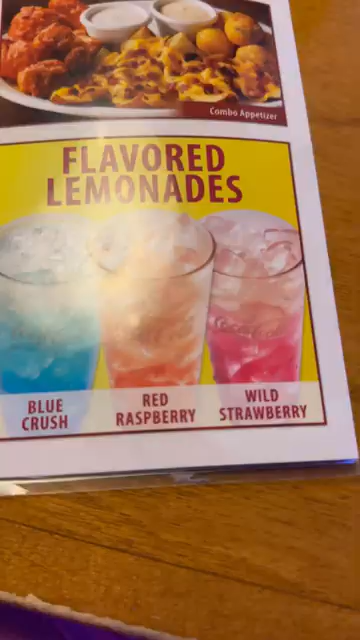 Combo Appetizer
FLAVORED
LEMONADES
BLUE
CRUSH
RED
RASPBERRY
WILD
STRAWBERRY